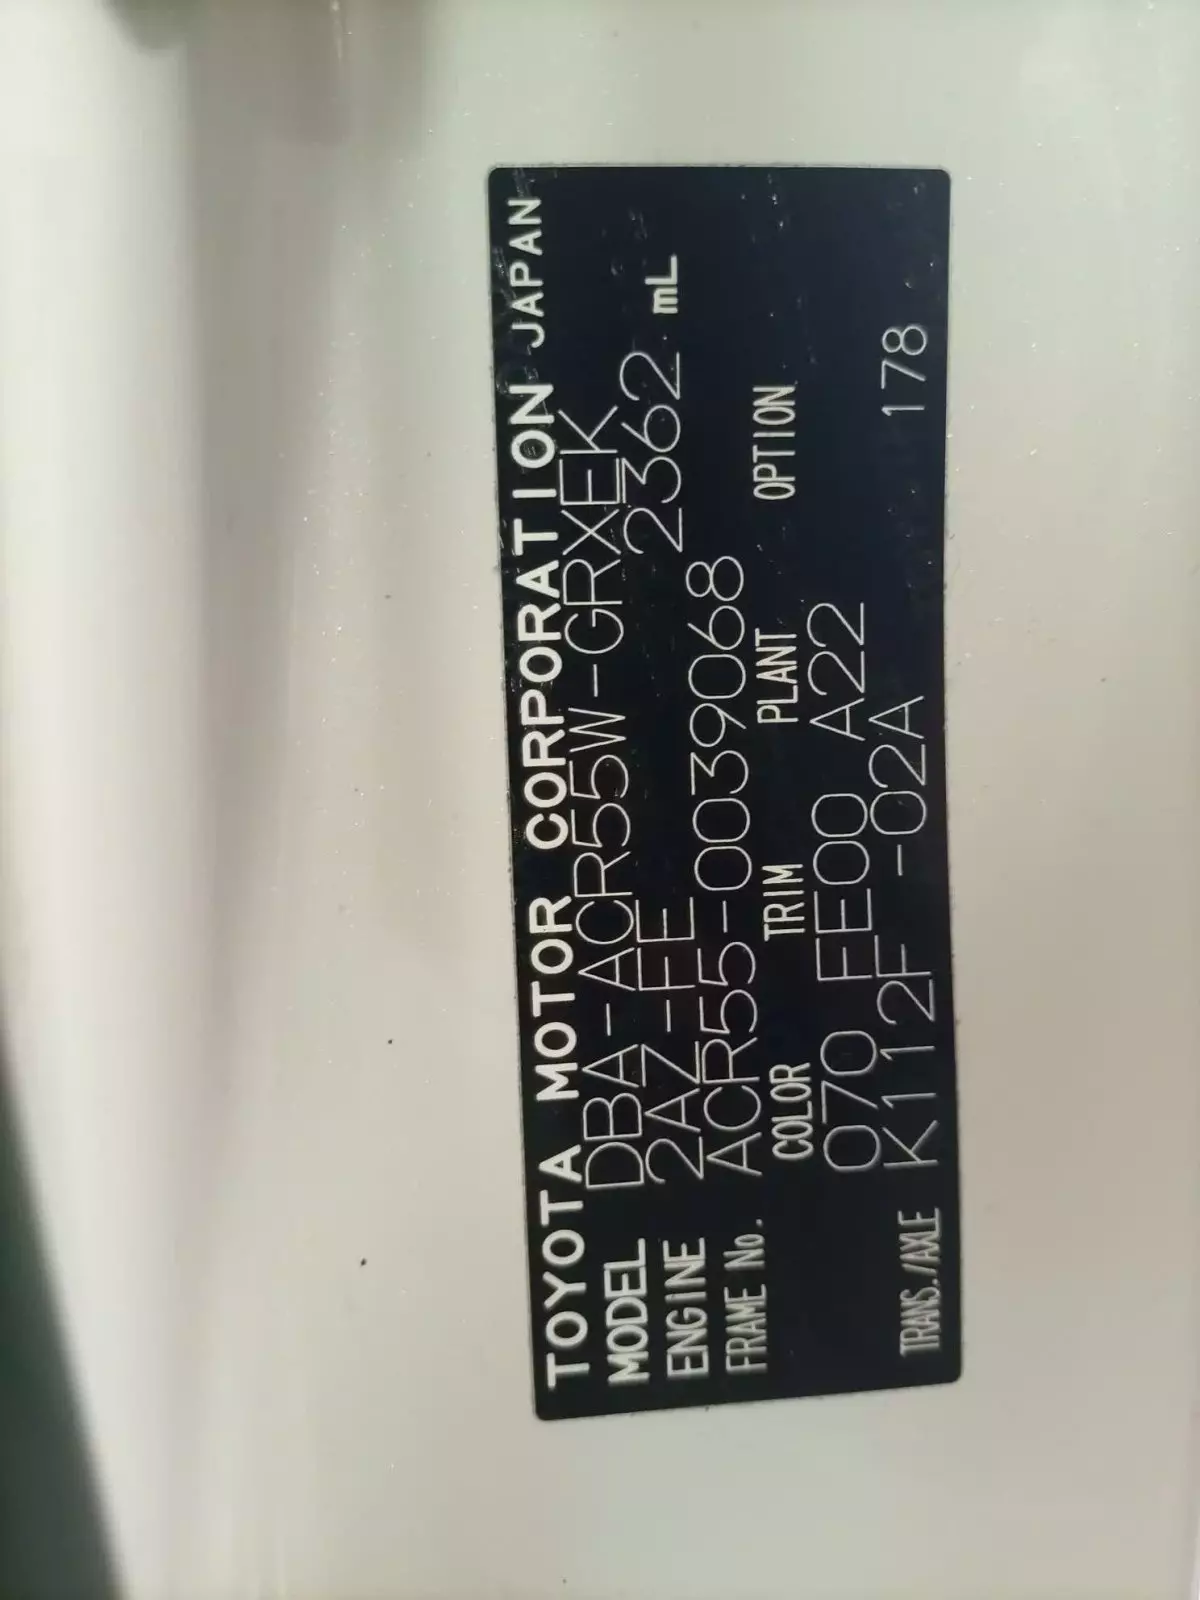 TOYOTA MOTOR CORPORATION JAPAN
MODEL DBA-ACR55W-GRXEK
ENGINE 2AZ-FE 2362 mL
FRAME No. ACR55-0039068
COLOR TRIM PLANT OPTION
070 FE00 A22
TRANS./AXLE K112F -02A 178